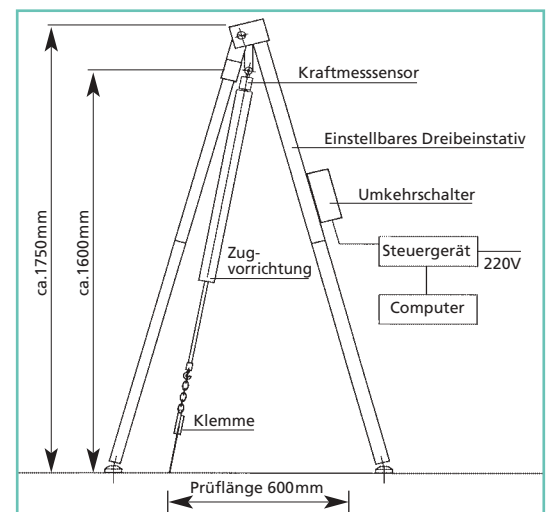 Kraftmesssensor
Einstellbares Dreibeinstativ
Umkehrschalter
ca.1750mm
ca.1600mm
Zug-
vorrichtung
Steuergerät
220V
Computer
Klemme
Prüflänge 600mm